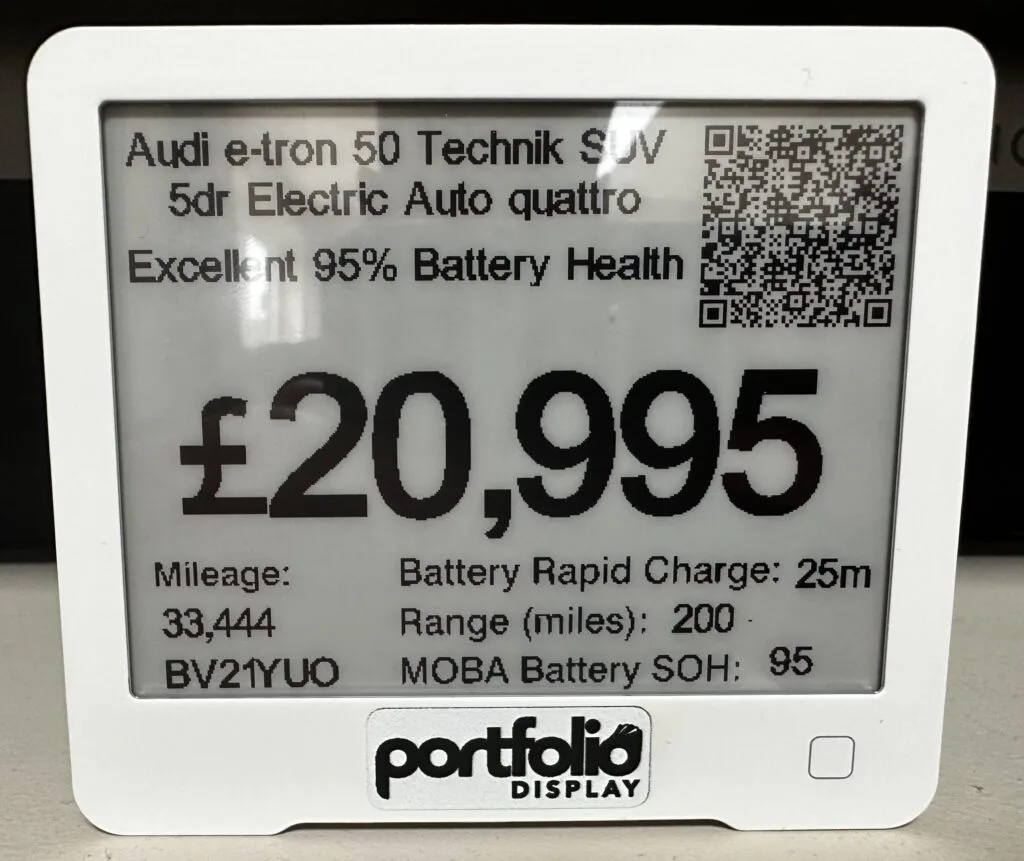 Audi e-tron 50 Technik SUV
5dr Electric Auto quattro
Excellent 95% Battery Health
£20,995
Mileage:
33,444
BV21YUO
Battery Rapid Charge: 25m
Range (miles): 200
MOBA Battery SOH: 95
portfolio
DISPLAY